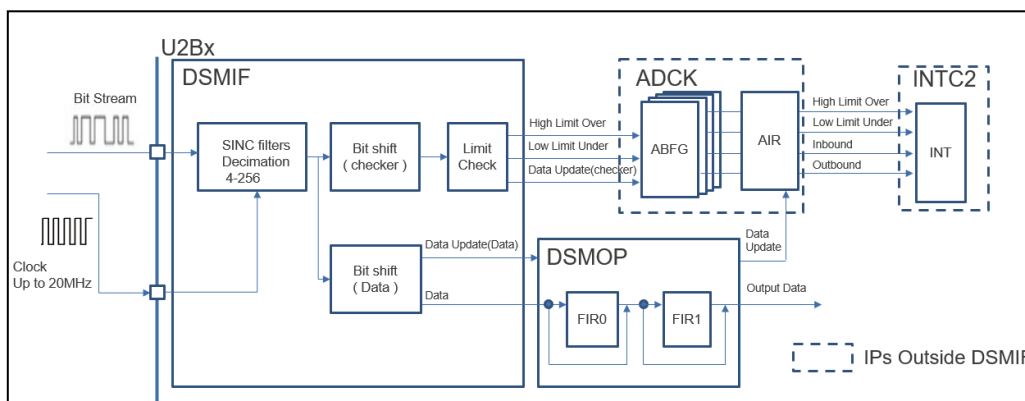 U2Bx
DSMIF
ADCK
INTC2
Bit Stream
SINC filters
Decimation
4-256
Bit shift
( checker )
Limit
Check
High Limit Over
Low Limit Under
Data Update(checker)
ABFG
AIR
High Limit Over
Low Limit Under
Inbound
Outbound
INT
Clock
Up to 20MHz
Bit shift
( Data )
Data Update(Data)
Data
DSMOP
Data
Update
FIR0
FIR1
Output Data
IPs Outside DSMIF